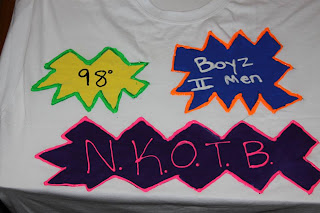 98°
Boyz
II Men
N.K.O.T.B.